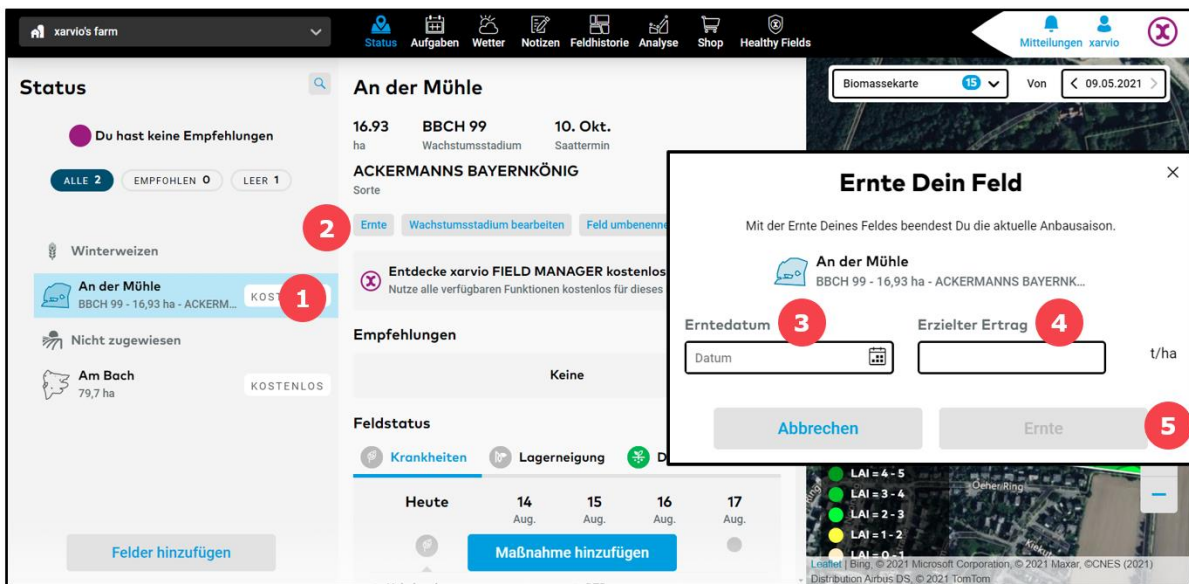 xarvio's farm
Status
Aufgaben
Wetter
Notizen
Feldhistorie
Analyse
Shop
Healthy Fields
Mitteilungen
xarvio
Status
Du hast keine Empfehlungen
ALLE 2
EMPFOHLEN 0
LEER 1
Winterweizen
An der Mühle
BBCH 99 - 16,93 ha - ACKERM...
1
Nicht zugewiesen
Am Bach
79,7 ha
KOSTENLOS
Felder hinzufügen
An der Mühle
16.93
ha
BBCH 99
Wachstumsstadium
10. Okt.
Saattermin
ACKERMANNS BAYERNKÖNIG
Sorte
2
Ernte
Wachstumsstadium bearbeiten
Feld umbenennen
Entdecke xarvio FIELD MANAGER kostenlos
Nutze alle verfügbaren Funktionen kostenlos für dieses
Empfehlungen
Keine
Feldstatus
Krankheiten
Lagerneigung
Heute
14
Aug.
15
Aug.
16
Aug.
17
Aug.
Maßnahme hinzufügen
Biomassekarte
15
Von
09.05.2021
Ernte Dein Feld
Mit der Ernte Deines Feldes beendest Du die aktuelle Anbausaison.
An der Mühle
BBCH 99 - 16,93 ha - ACKERMANNS BAYERNK...
Erntedatum
3
Datum
Erzielter Ertrag
4
t/ha
Abbrechen
Ernte
5
LAI = 4 - 5
LAI = 3 - 4
LAI = 2 - 3
LAI = 1 - 2
LAI = 0 - 1
Oeher Ring
Leaflet | Bing, © 2021 Microsoft Corporation, © 2021 Maxar, ©CNES (2021)
Distribution Airbus DS, © 2021 TomTom